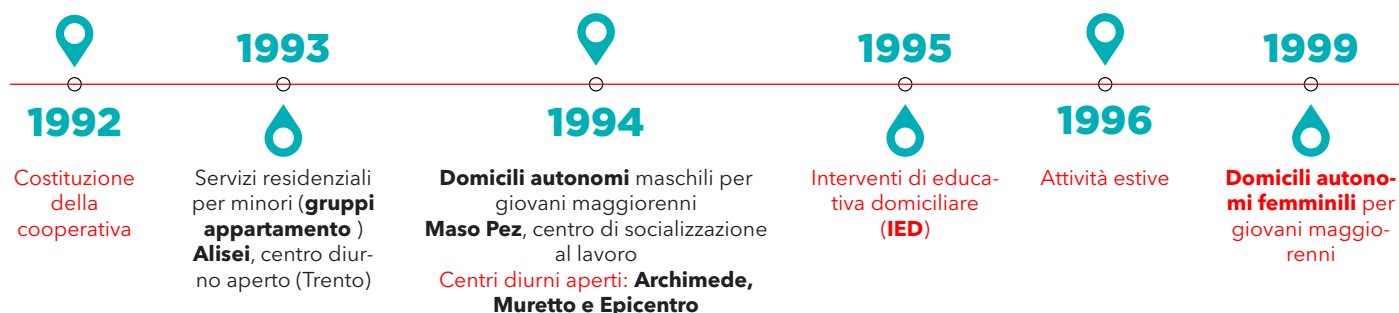 1992
Costituzione
della
cooperativa
1993
Servizi residenziali
per minori (gruppi
appartamento )
Alisei, centro diur-
no aperto (Trento)
1994
Domicili autonomi maschili per
giovani maggiorenni
Maso Pez, centro di socializzazione
al lavoro
Centri diurni aperti: Archimede,
Muretto e Epicentro
1995
Interventi di educa-
tiva domiciliare
(IED)
1996
Attività estive
1999
Domicili autono-
mi femminili per
giovani maggio-
renni